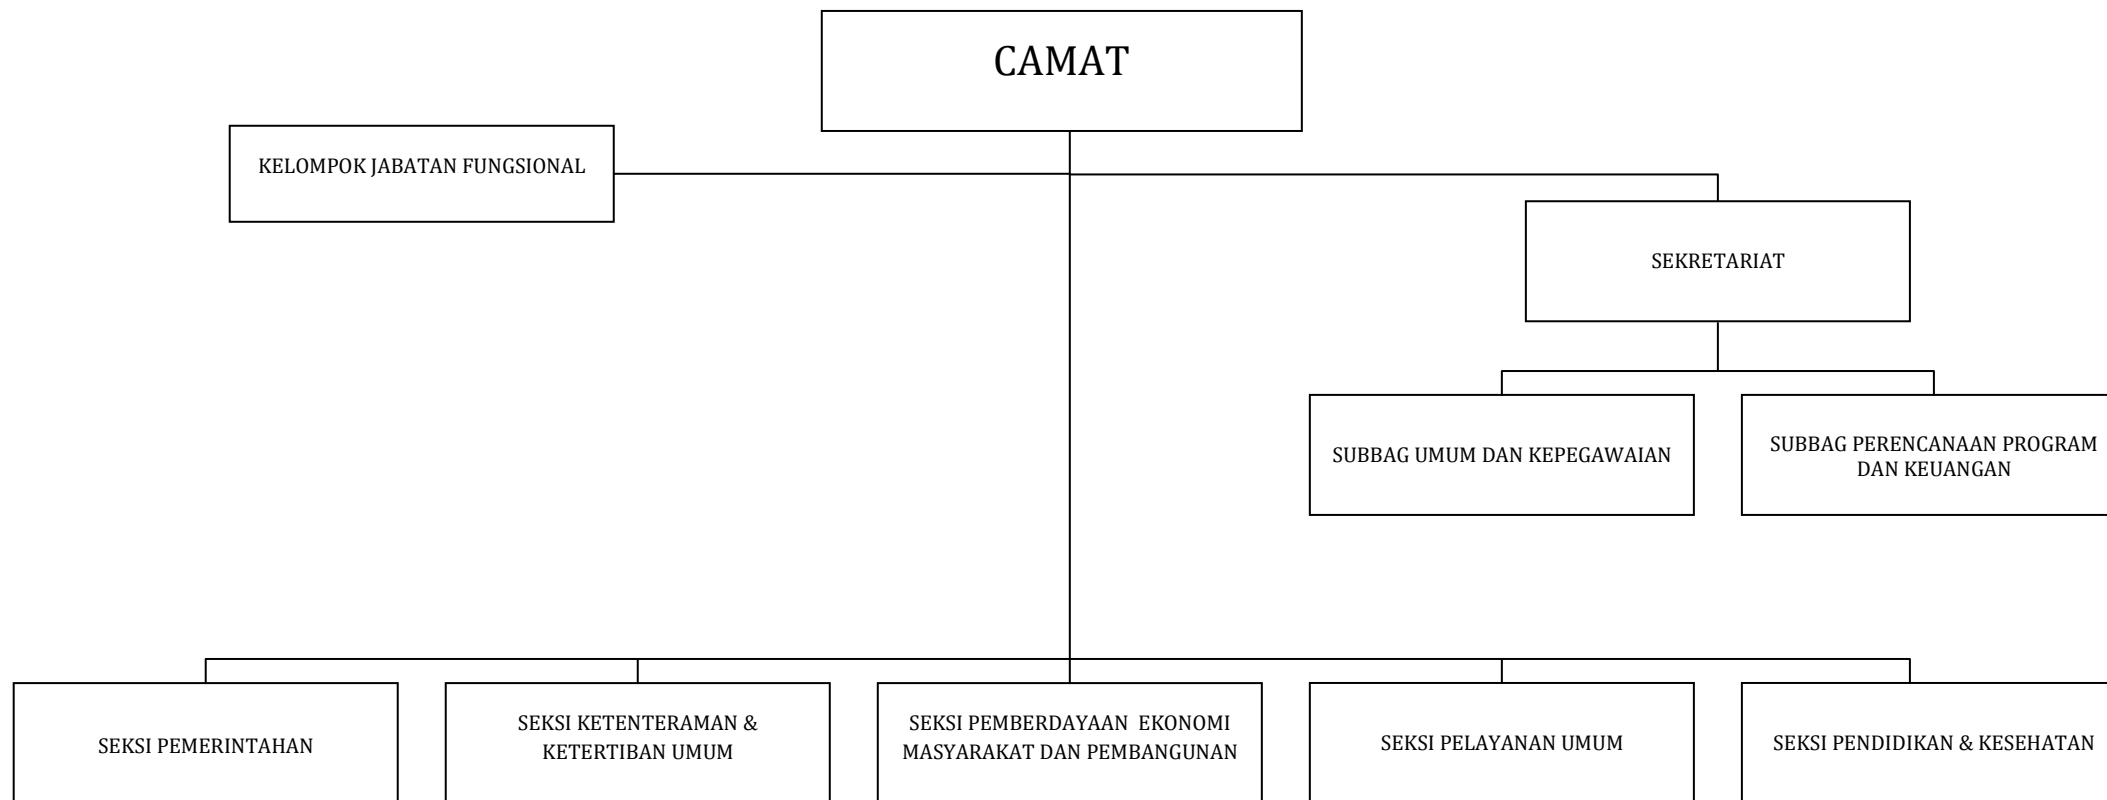 CAMAT
KELOMPOK JABATAN FUNGSIONAL
SEKRETARIAT
SUBBAG UMUM DAN KEPEGAWAIAN
SUBBAG PERENCANAAN PROGRAM
DAN KEUANGAN
SEKSI PEMERINTAHAN
SEKSI KETENTERAMAN &
KETERTIBAN UMUM
SEKSI PEMBERDAYAAN  EKONOMI
MASYARAKAT DAN PEMBANGUNAN
SEKSI PELAYANAN UMUM
SEKSI PENDIDIKAN & KESEHATAN